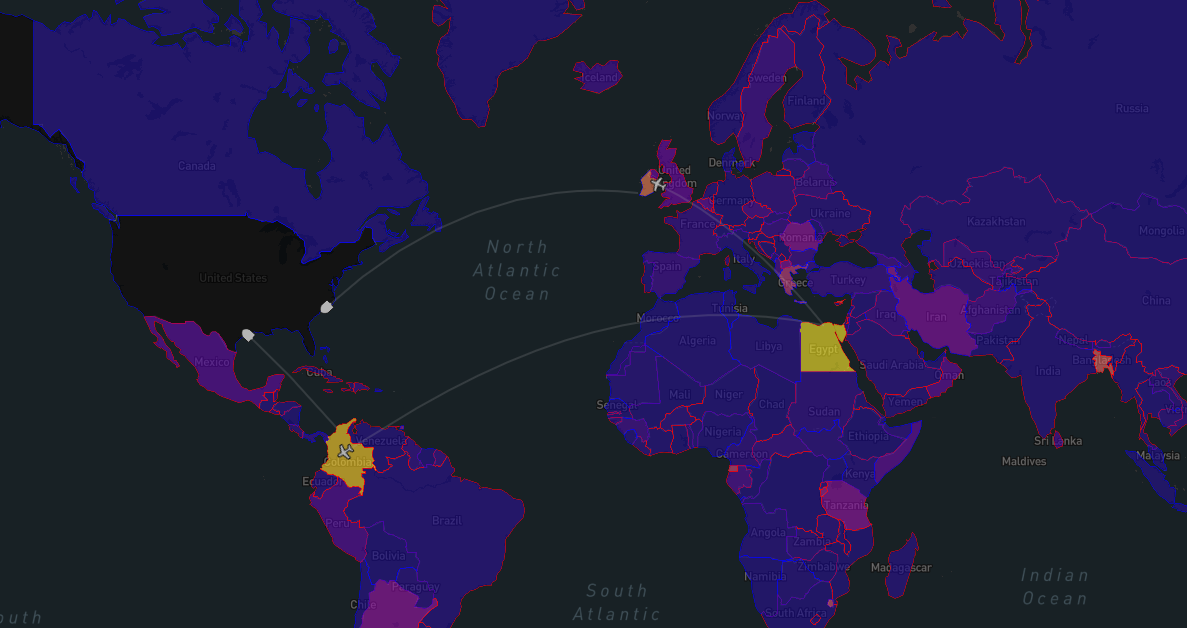 Iceland
Sweden
Finland
Norway
Russia
Canada
Denmark
United
Kingdom
Belarus
Germany
Ukraine
France
Kazakhstan
Mongolia
North
Atlantic
Ocean
Romania
Italy
Spain
Uzbekistan
United States
Greece
Turkey
Tajikistan
China
Tunisia
Morocco
Iraq
Iran
Afghanistan
Algeria
Libya
Egypt
Pakistan
Nepal
Mexico
Cuba
Saudi Arabia
Oman
India
Bangladesh
Laos
Mali
Niger
Chad
Sudan
Yemen
Senegal
Nigeria
Ethiopia
Venezuela
Colombia
Cameroon
Sri Lanka
Maldives
Malaysia
Ecuador
Kenya
Peru
Brazil
Tanzania
Angola
Zambia
Bolivia
Zimbabwe
Madagascar
Namibia
Paraguay
Chile
South Africa
South
Atlantic
Indian
Ocean
outh